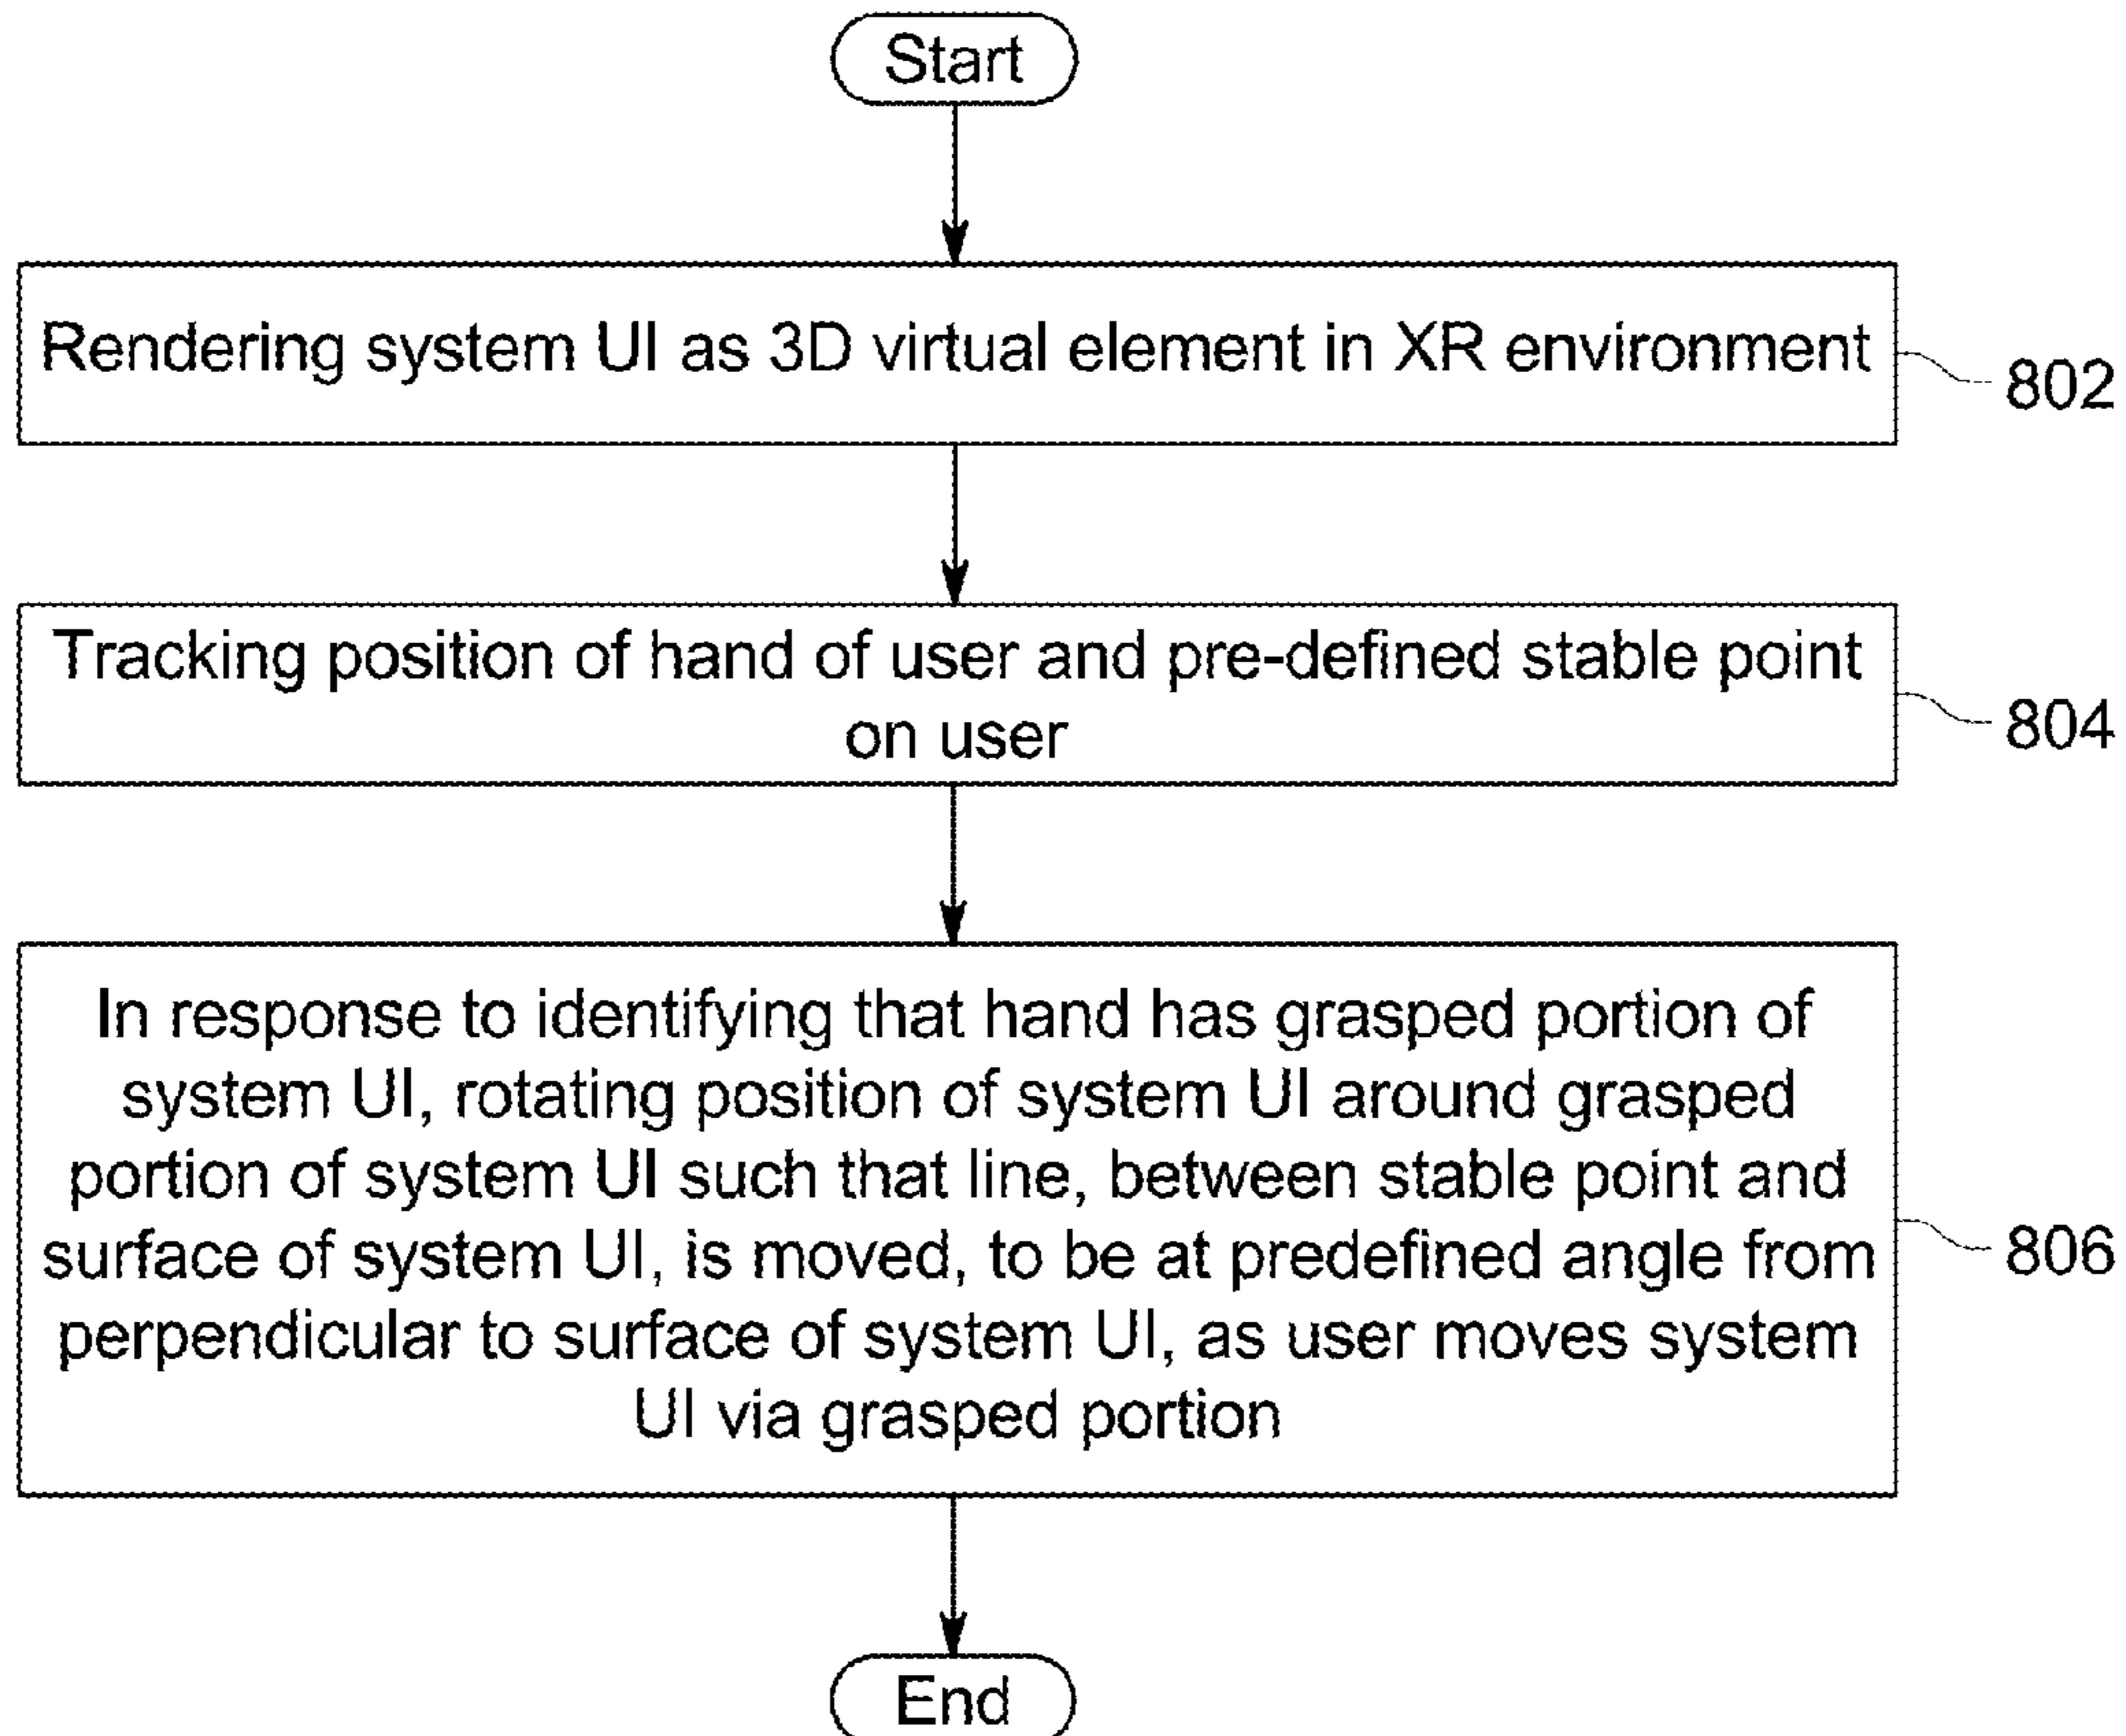 Start
Rendering system UI as 3D virtual element in XR environment
802
Tracking position of hand of user and pre-defined stable point
on user
804
In response to identifying that hand has grasped portion of
system UI, rotating position of system UI around grasped
portion of system UI such that line, between stable point and
surface of system UI, is moved, to be at predefined angle from
perpendicular to surface of system UI, as user moves system
UI via grasped portion
806
End